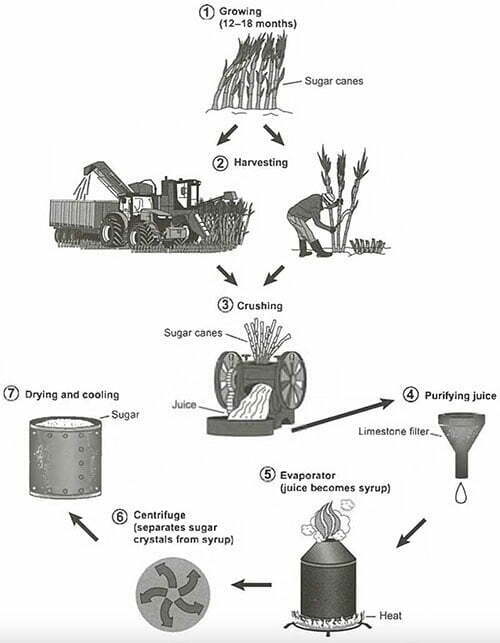 ① Growing
(12–18 months)
Sugar canes
② Harvesting
③ Crushing
Sugar canes
Juice
④ Purifying juice
Limestone filter
⑤ Evaporator
(juice becomes syrup)
Heat
⑥ Centrifuge
(separates sugar
crystals from syrup)
⑦ Drying and cooling
Sugar